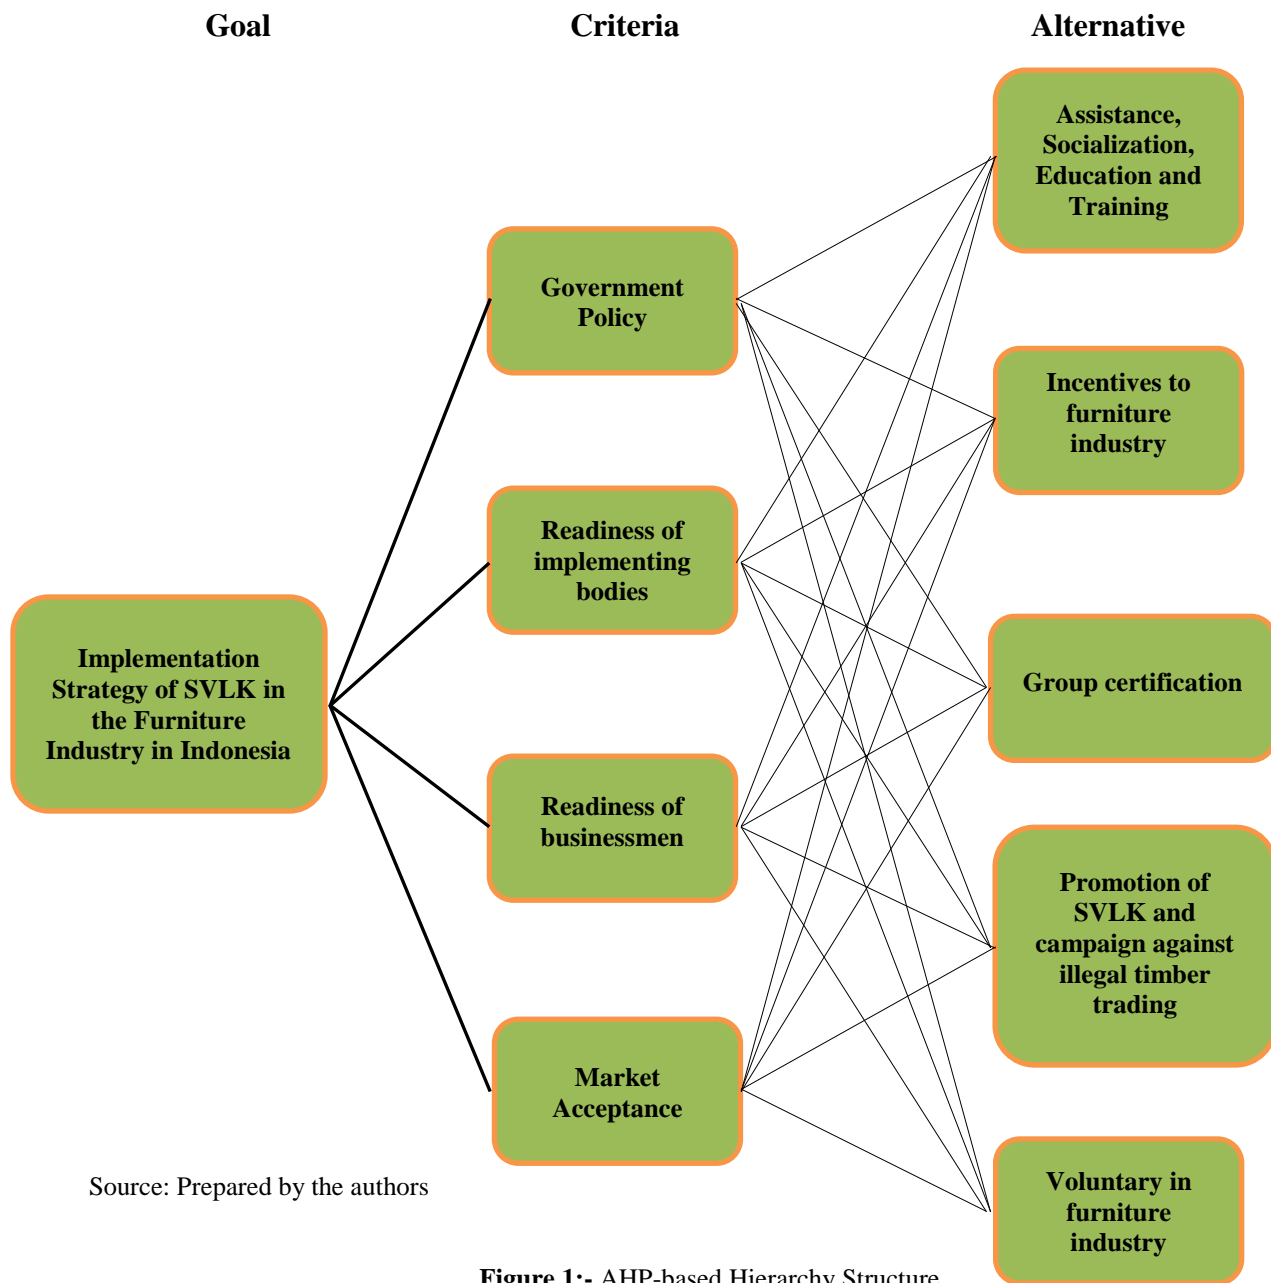 Goal
Criteria
Alternative
Assistance,
Socialization,
Education and
Training
Government
Policy
Incentives to
furniture
industry
Readiness of
implementing
bodies
Implementation
Strategy of SVLK in
the Furniture
Industry in Indonesia
Group certification
Readiness of
businessmen
Promotion of
SVLK and
campaign against
illegal timber
trading
Market
Acceptance
Voluntary in
furniture
industry
Source: Prepared by the authors
Figure 1:- AHP-based Hierarchy Structure